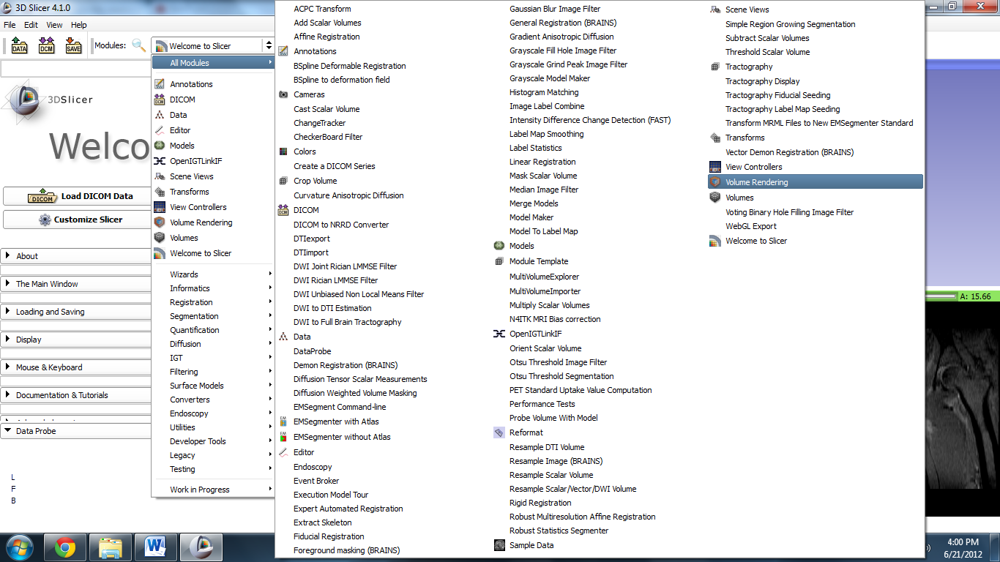 3D Slicer 4.1.0
File Edit View Help
DATA DCM SAVE Modules: Welcome to Slicer
3DSlicer
Welco
DICOM Load DICOM Data
Customize Slicer
About
The Main Window
Loading and Saving
Display
Mouse & Keyboard
Documentation & Tutorials
Data Probe
L
F
B
All Modules
Annotations
DICOM
Data
Editor
Models
OpenIGTLinkIF
Scene Views
Transforms
View Controllers
Volume Rendering
Volumes
Welcome to Slicer
Wizards
Informatics
Registration
Segmentation
Quantification
Diffusion
IGT
Filtering
Surface Models
Converters
Endoscopy
Utilities
Developer Tools
Legacy
Testing
Work in Progress
ACPC Transform
Add Scalar Volumes
Affine Registration
Annotations
BSpline Deformable Registration
BSpline to deformation field
Cameras
Cast Scalar Volume
ChangeTracker
CheckerBoard Filter
Colors
Create a DICOM Series
Crop Volume
Curvature Anisotropic Diffusion
DICOM
DICOM to NRRD Converter
DTIexport
DTIimport
DWI Joint Rician LMMSE Filter
DWI Rician LMMSE Filter
DWI Unbiased Non Local Means Filter
DWI to DTI Estimation
DWI to Full Brain Tractography
Data
DataProbe
Demon Registration (BRAINS)
Diffusion Tensor Scalar Measurements
Diffusion Weighted Volume Masking
EMSegment Command-line
EMSegmenter with Atlas
EMSegmenter without Atlas
Editor
Endoscopy
Event Broker
Execution Model Tour
Expert Automated Registration
Extract Skeleton
Fiducial Registration
Foreground masking (BRAINS)
Gaussian Blur Image Filter
General Registration (BRAINS)
Gradient Anisotropic Diffusion
Grayscale Fill Hole Image Filter
Grayscale Grind Peak Image Filter
Grayscale Model Maker
Histogram Matching
Image Label Combine
Intensity Difference Change Detection (FAST)
Label Map Smoothing
Label Statistics
Linear Registration
Mask Scalar Volume
Median Image Filter
Merge Models
Model Maker
Model To Label Map
Models
Module Template
MultiVolumeExplorer
MultiVolumeImporter
Multiply Scalar Volumes
N4ITK MRI Bias correction
OpenIGTLinkIF
Orient Scalar Volume
Otsu Threshold Image Filter
Otsu Threshold Segmentation
PET Standard Uptake Value Computation
Performance Tests
Probe Volume With Model
Reformat
Resample DTI Volume
Resample Image (BRAINS)
Resample Scalar Volume
Resample Scalar/Vector/DWI Volume
Rigid Registration
Robust Multiresolution Affine Registration
Robust Statistics Segmenter
Sample Data
Scene Views
Simple Region Growing Segmentation
Subtract Scalar Volumes
Threshold Scalar Volume
Tractography
Tractography Display
Tractography Fiducial Seeding
Tractography Label Map Seeding
Transform MRML Files to New EMSegmenter Standard
Transforms
Vector Demon Registration (BRAINS)
View Controllers
Volume Rendering
Volumes
Voting Binary Hole Filling Image Filter
WebGL Export
Welcome to Slicer
A: 15.66
4:00 PM
6/21/2012